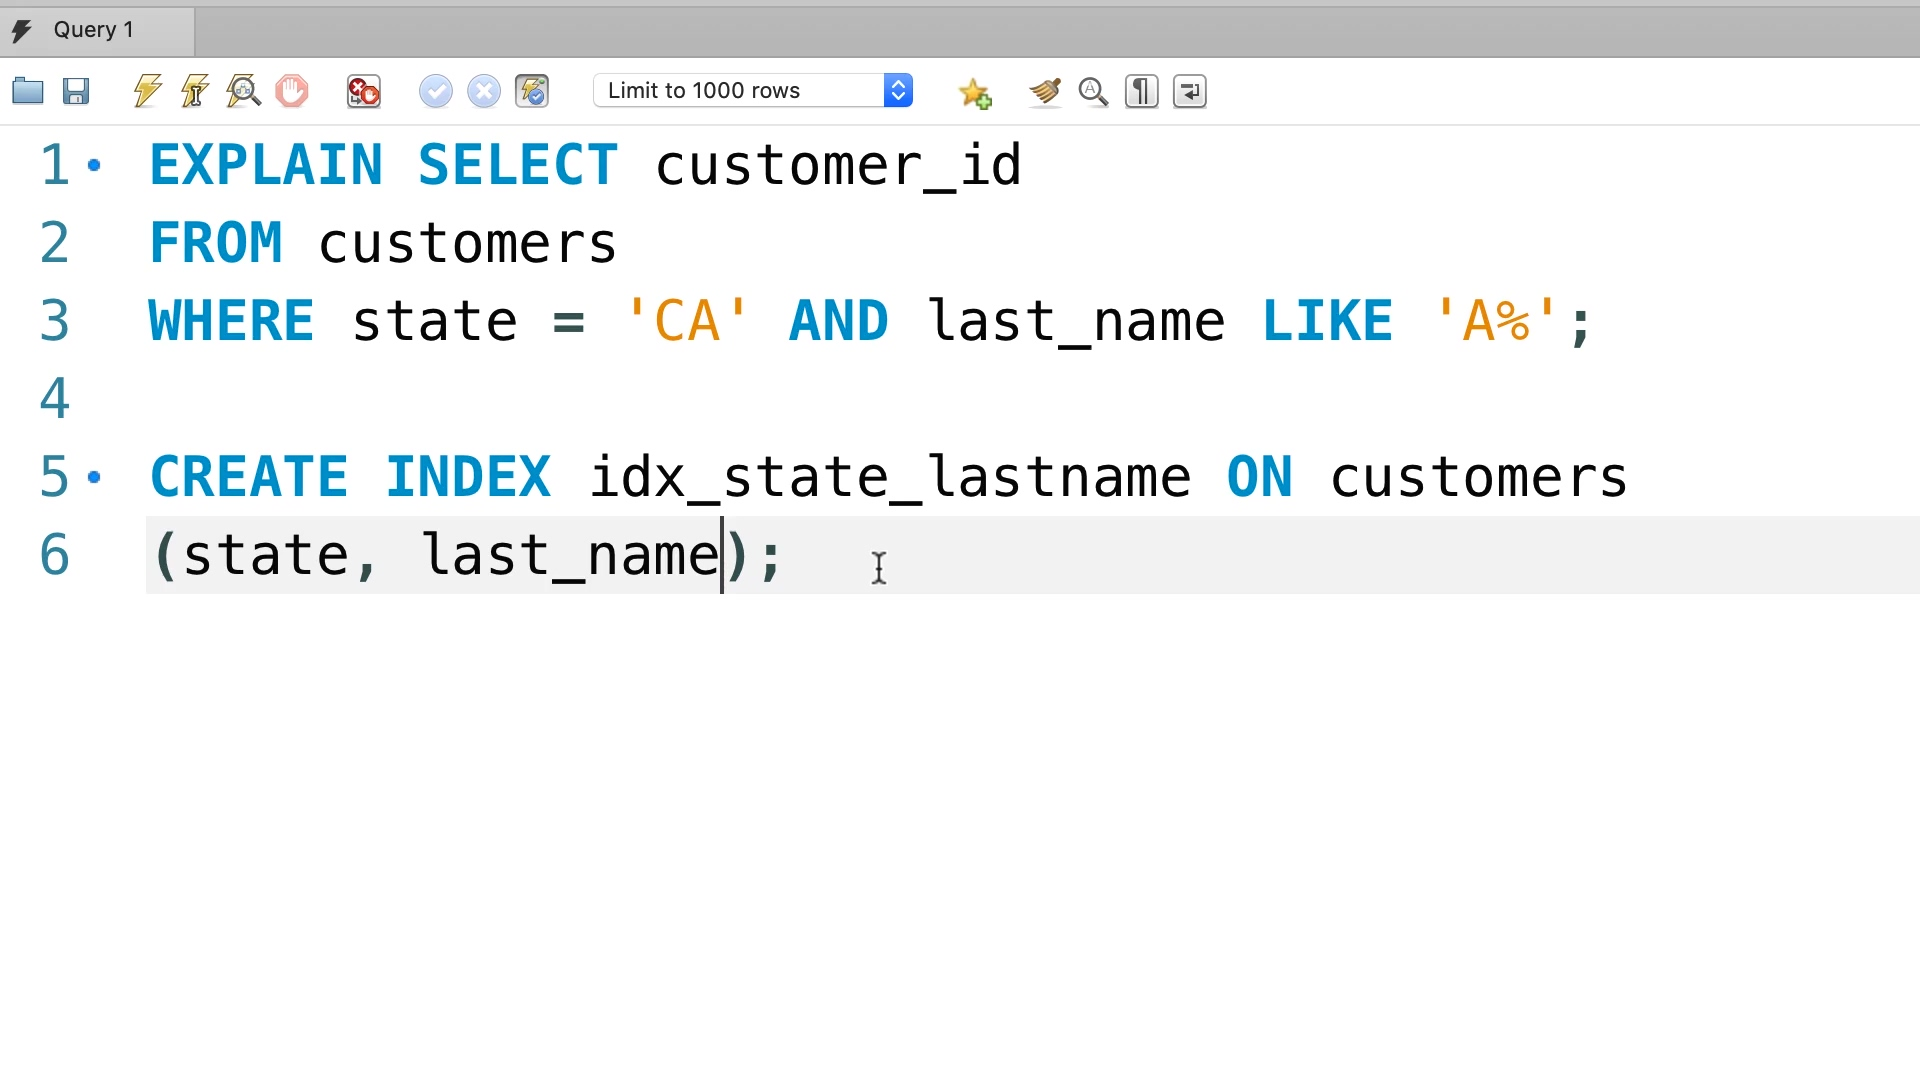 Query 1
Limit to 1000 rows
1 EXPLAIN SELECT customer_id
2 FROM customers
3 WHERE state = 'CA' AND last_name LIKE 'A%';
4
5 CREATE INDEX idx_state_lastname ON customers
6 (state, last_name);